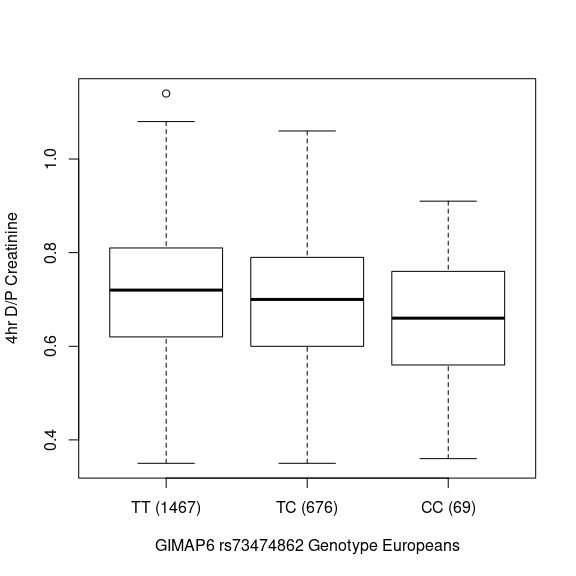 4hr D/P Creatinine
1.0
0.8
0.6
0.4
TT (1467) TC (676) CC (69)
GIMAP6 rs73474862 Genotype Europeans